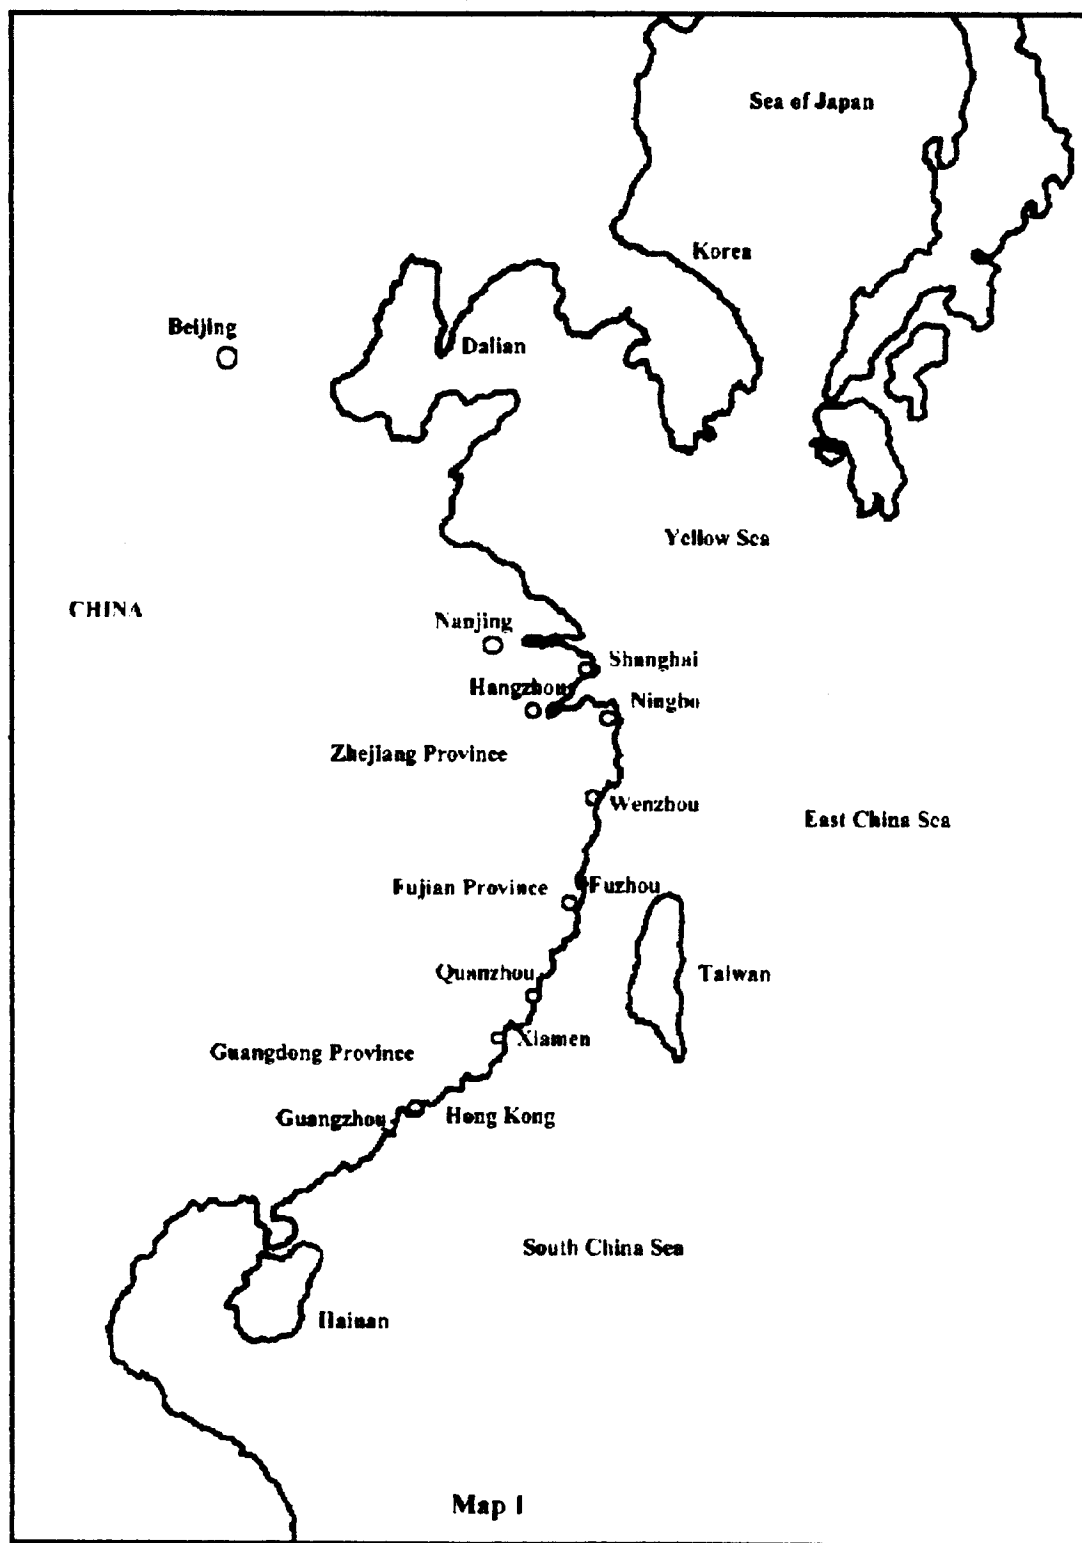 Sea of Japan
Korea
Beijing
Dalian
Yellow Sea
CHINA
Nanjing
Shanghai
Hangzhou
Ningbo
Zhejiang Province
Wenzhou
East China Sea
Fujian Province
Fuzhou
Quanzhou
Taiwan
Xiamen
Guangdong Province
Guangzhou
Hong Kong
South China Sea
Hainan
Map 1